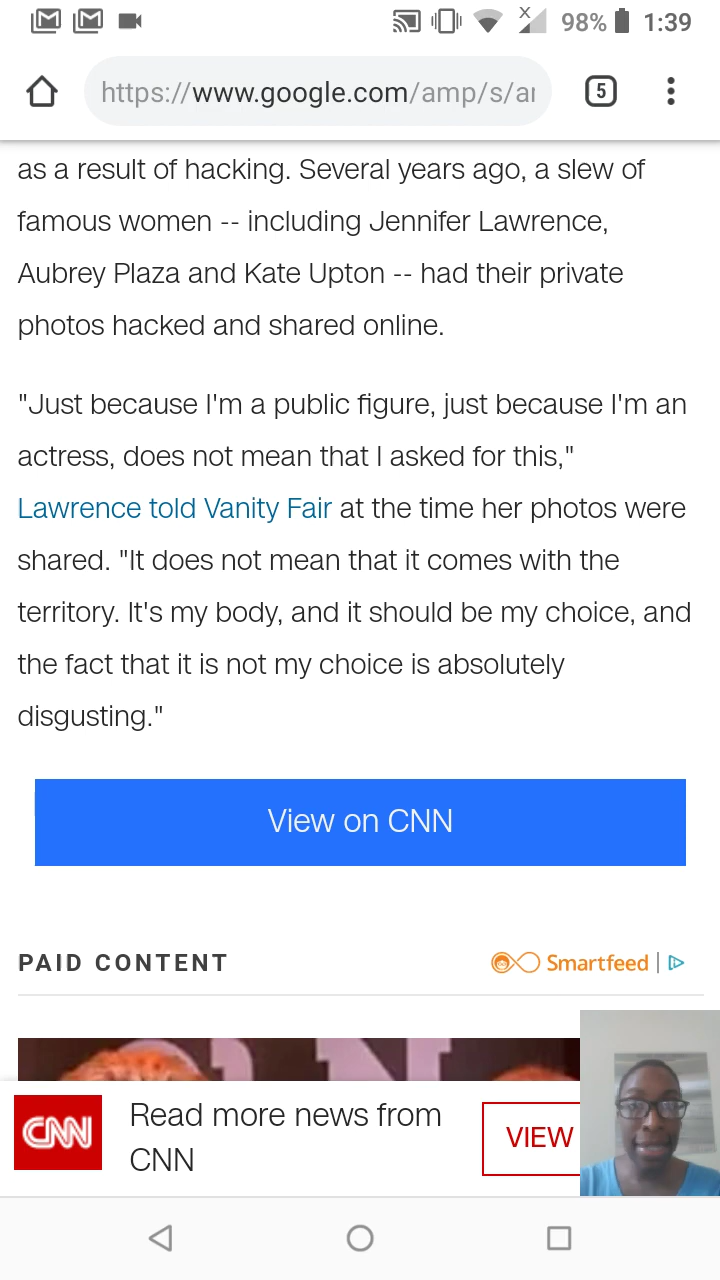 98% 1:39
https://www.google.com/amp/s/ar
5
as a result of hacking. Several years ago, a slew of
famous women -- including Jennifer Lawrence,
Aubrey Plaza and Kate Upton -- had their private
photos hacked and shared online.
"Just because I'm a public figure, just because I'm an
actress, does not mean that I asked for this,"
Lawrence told Vanity Fair at the time her photos were
shared. "It does not mean that it comes with the
territory. It's my body, and it should be my choice, and
the fact that it is not my choice is absolutely
disgusting."
View on CNN
PAID CONTENT
Smartfeed |
CNN
Read more news from
CNN
VIEW